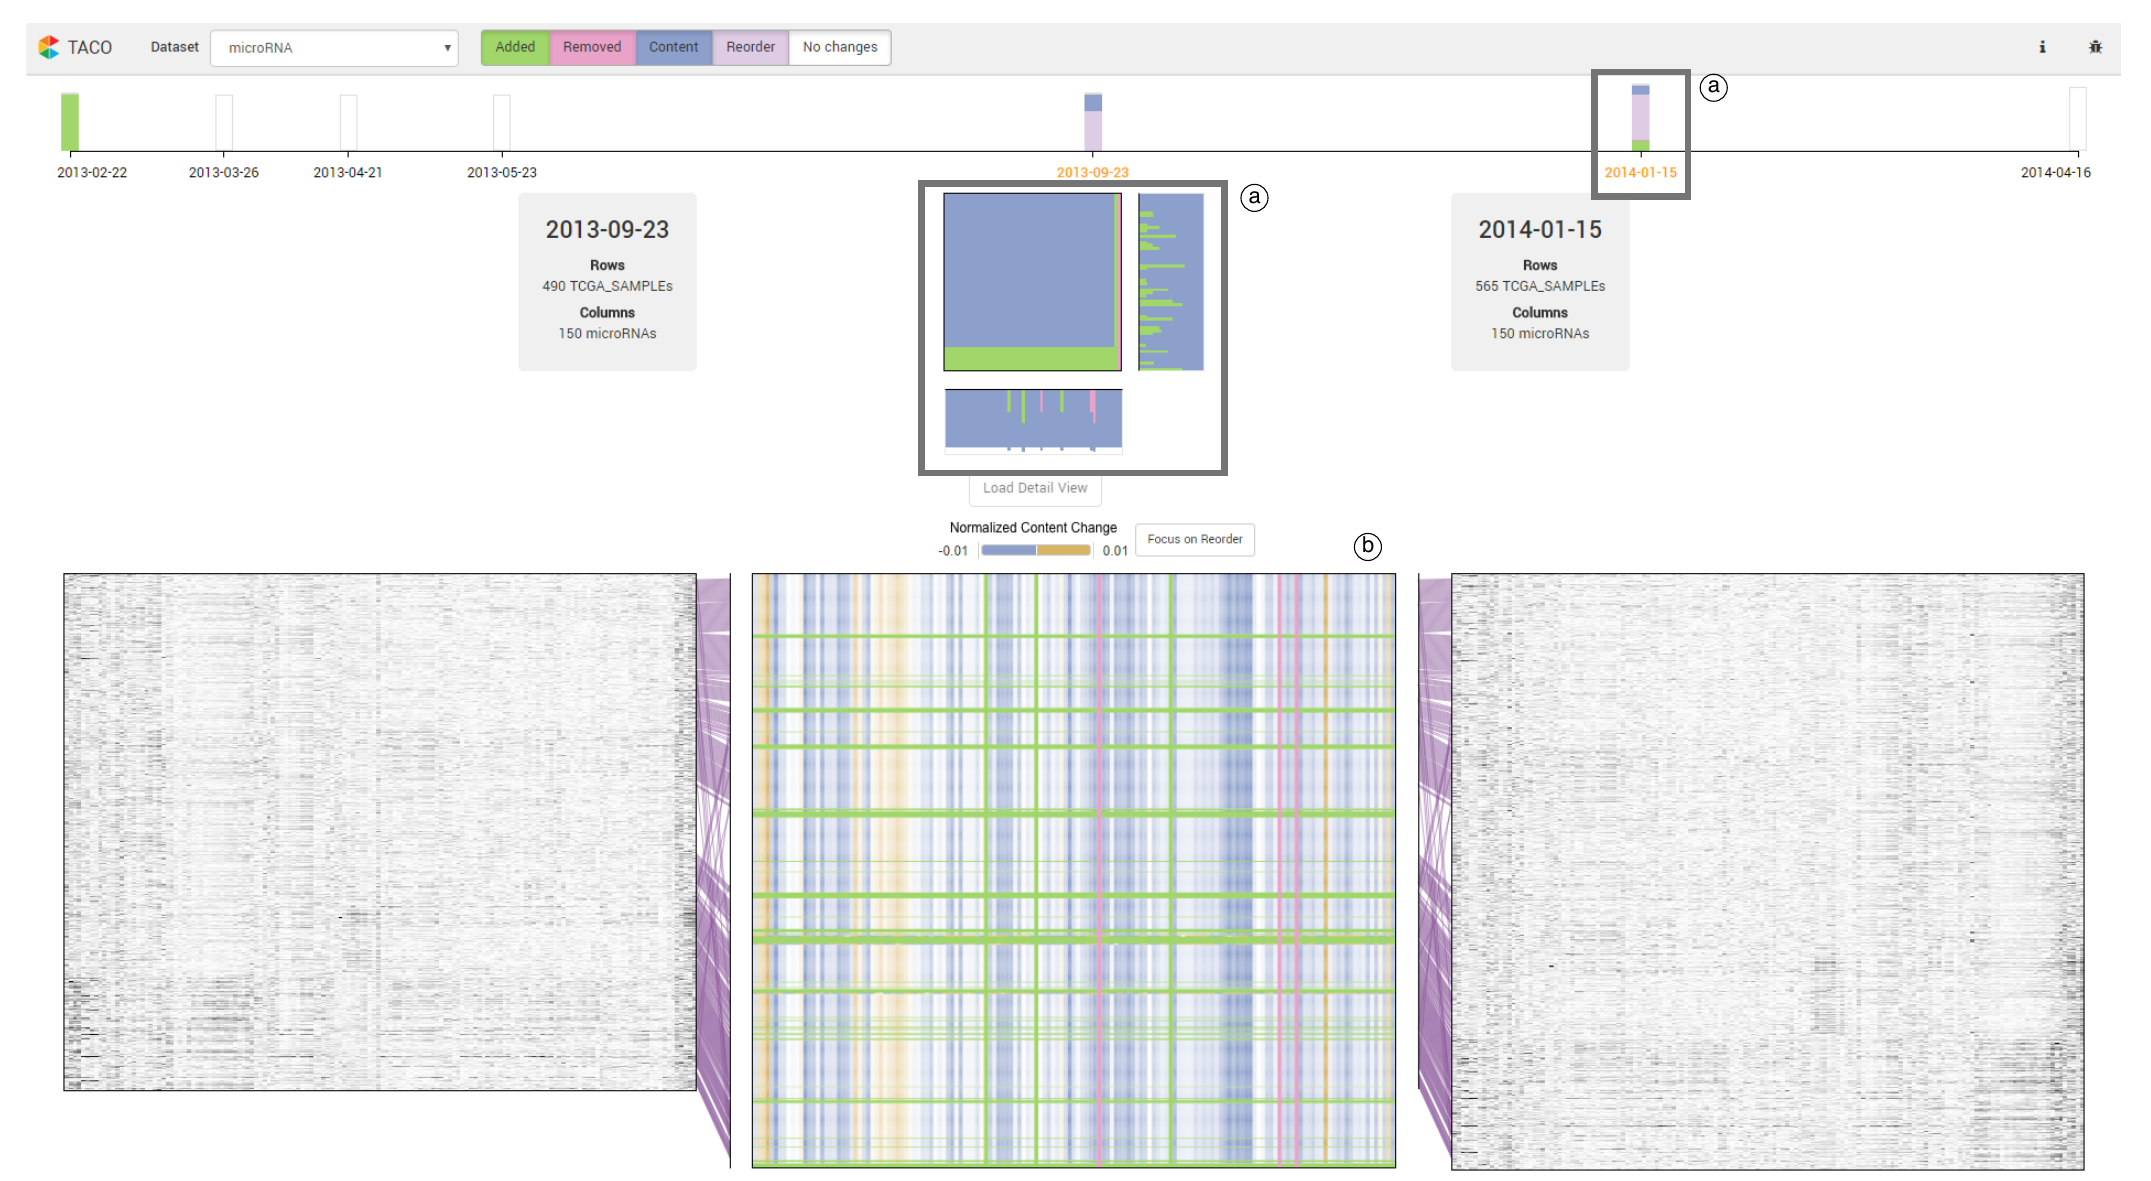 TACO Dataset microRNA Added Removed Content Reorder No changes
a
2013-02-22 2013-03-26 2013-04-21 2013-05-23 2013-09-23 2014-01-15 2014-04-16
a
2013-09-23
Rows
490 TCGA_SAMPLEs
Columns
150 microRNAs
2014-01-15
Rows
565 TCGA_SAMPLEs
Columns
150 microRNAs
Load Detail View
Normalized Content Change
-0.01 0.01
Focus on Reorder
b